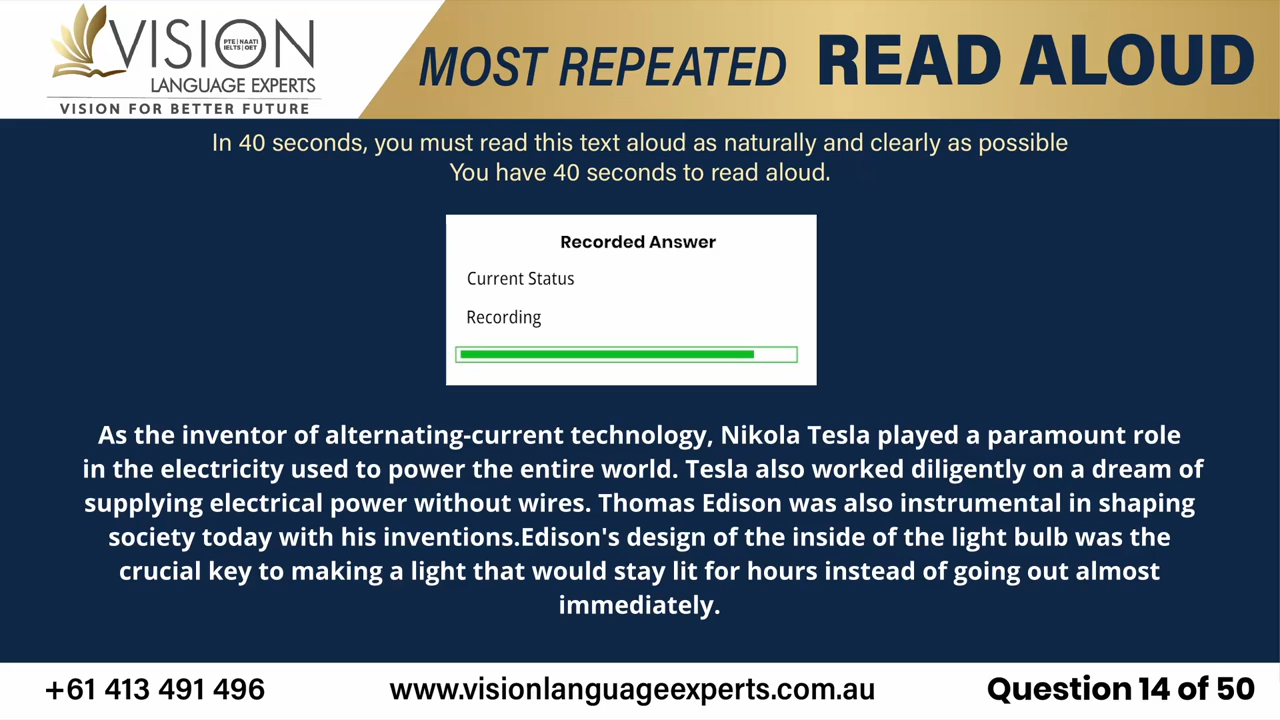 VISION
PTE | NAATI
IELTS | OET
LANGUAGE EXPERTS
VISION FOR BETTER FUTURE
MOST REPEATED READ ALOUD
In 40 seconds, you must read this text aloud as naturally and clearly as possible
You have 40 seconds to read aloud.
Recorded Answer
Current Status
Recording
As the inventor of alternating-current technology, Nikola Tesla played a paramount role
in the electricity used to power the entire world. Tesla also worked diligently on a dream of
supplying electrical power without wires. Thomas Edison was also instrumental in shaping
society today with his inventions.Edison's design of the inside of the light bulb was the
crucial key to making a light that would stay lit for hours instead of going out almost
immediately.
+61 413 491 496
www.visionlanguageexperts.com.au
Question 14 of 50